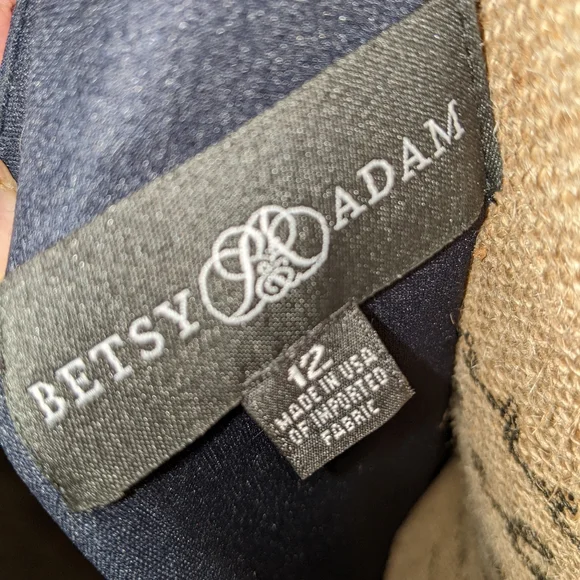 BETSY ADAM
12
MADE IN USA
OF IMPORTED
FABRIC